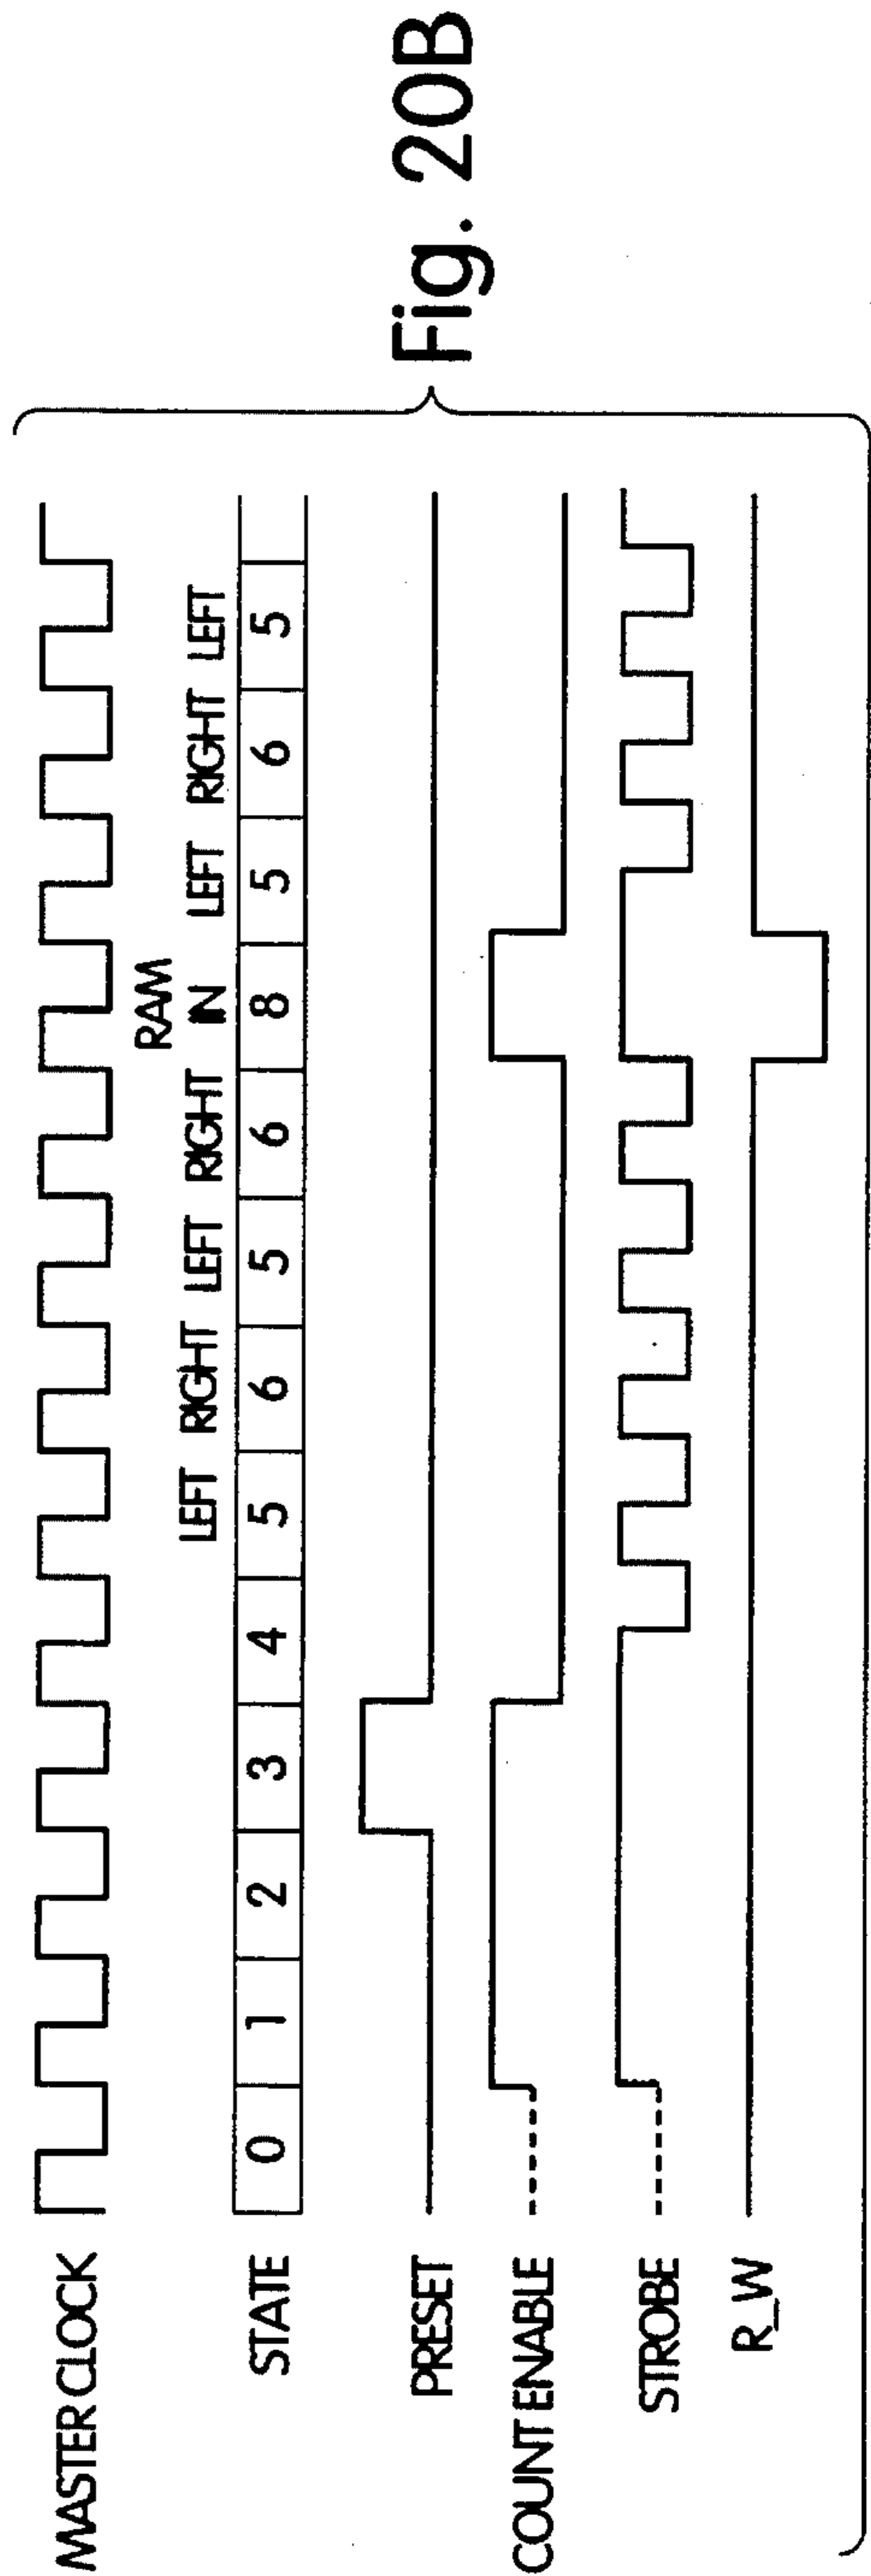 MASTER CLOCK
LEFT RIGHT LEFT RIGHT RAM IN LEFT RIGHT LEFT
STATE 0 1 2 3 4 5 6 5 6 8 5 6 5
PRESET
COUNT ENABLE
STROBE
R_W
Fig. 20B